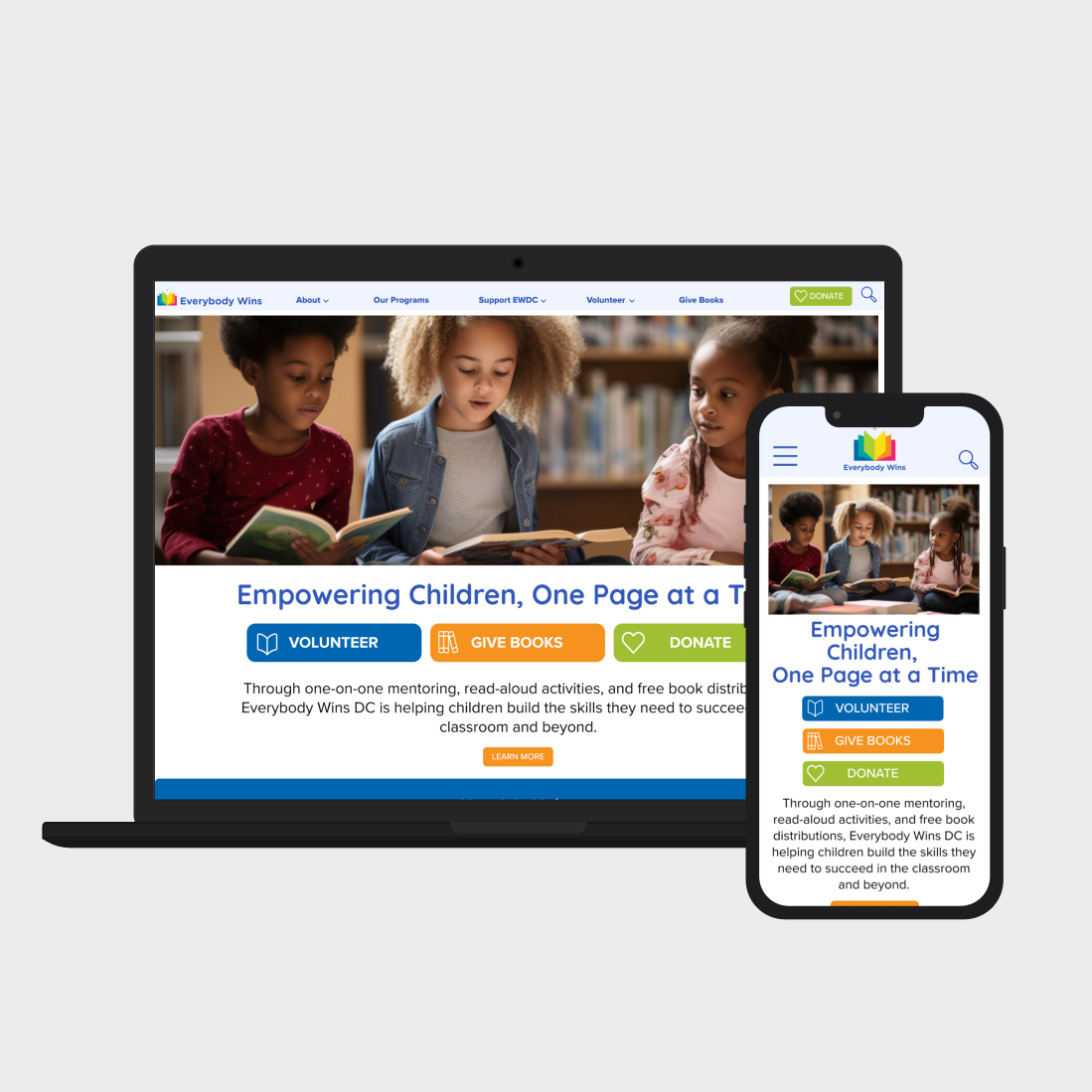 Everybody Wins
About
Our Programs
Support EWDC
Volunteer
Give Books
DONATE
Empowering Children, One Page at a T
VOLUNTEER
GIVE BOOKS
DONATE
Through one-on-one mentoring, read-aloud activities, and free book distrib
Everybody Wins DC is helping children build the skills they need to succee
classroom and beyond.
LEARN MORE
Everybody Wins
Empowering
Children,
One Page at a Time
VOLUNTEER
GIVE BOOKS
DONATE
Through one-on-one mentoring,
read-aloud activities, and free book
distributions, Everybody Wins DC is
helping children build the skills they
need to succeed in the classroom
and beyond.